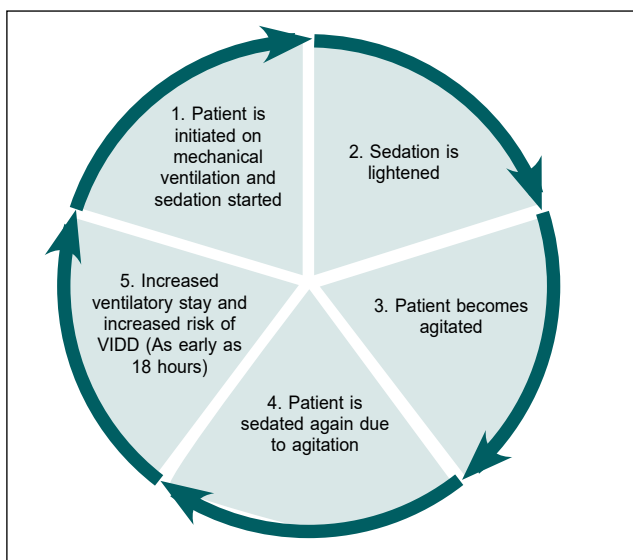 1. Patient is
initiated on
mechanical
ventilation and
sedation started
2. Sedation is
lightened
3. Patient becomes
agitated
4. Patient is
sedated again due
to agitation
5. Increased
ventilatory stay and
increased risk of
VIDD (As early as
18 hours)